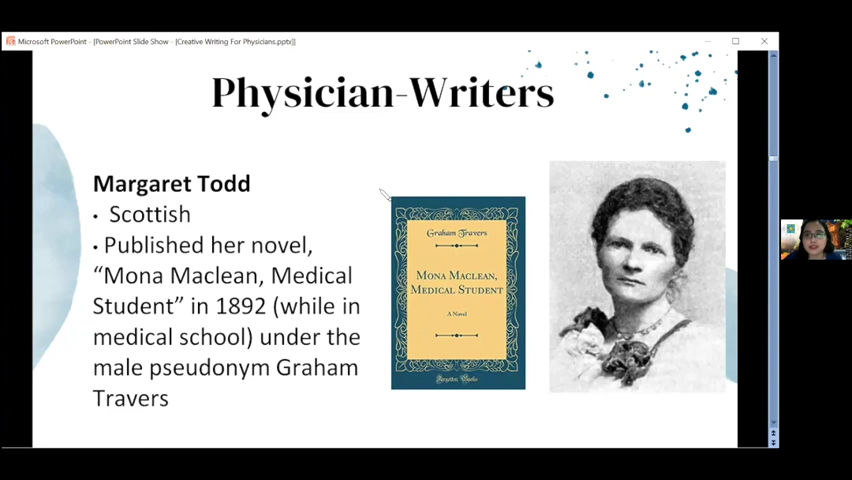 Microsoft PowerPoint - [PowerPoint Slide Show - [Creative Writing For Physicians.pptx]]
Physician-Writers
Margaret Todd
• Scottish
• Published her novel,
“Mona Maclean, Medical
Student” in 1892 (while in
medical school) under the
male pseudonym Graham
Travers
Graham Travers
MONA MACLEAN,
MEDICAL STUDENT
A Novel
Forgotten Books